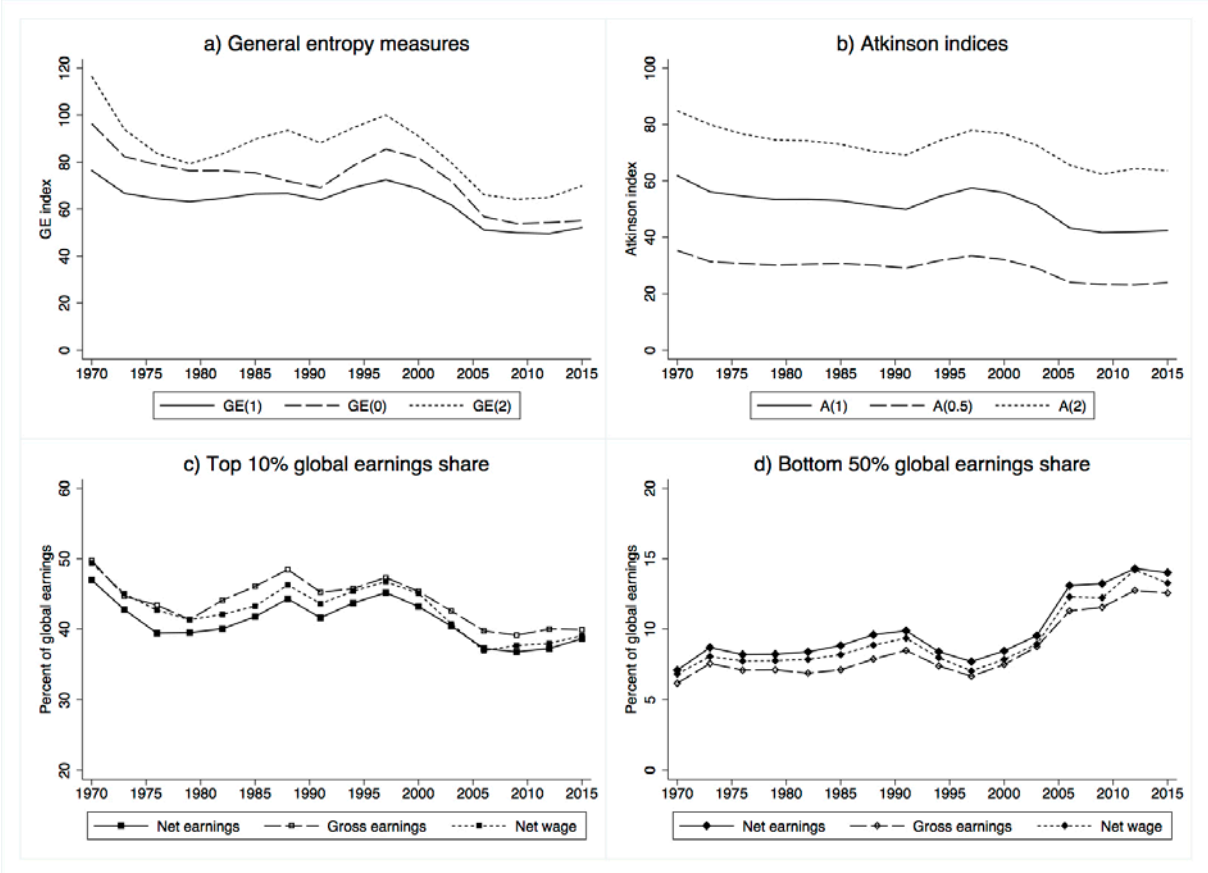 a) General entropy measures
GE index
120
100
80
60
40
20
0
1970 1975 1980 1985 1990 1995 2000 2005 2010 2015
GE(1) GE(0) GE(2)
b) Atkinson indices
Atkinson index
100
80
60
40
20
0
1970 1975 1980 1985 1990 1995 2000 2005 2010 2015
A(1) A(0.5) A(2)
c) Top 10% global earnings share
Percent of global earnings
60
50
40
30
20
1970 1975 1980 1985 1990 1995 2000 2005 2010 2015
Net earnings Gross earnings Net wage
d) Bottom 50% global earnings share
Percent of global earnings
20
15
10
5
0
1970 1975 1980 1985 1990 1995 2000 2005 2010 2015
Net earnings Gross earnings Net wage